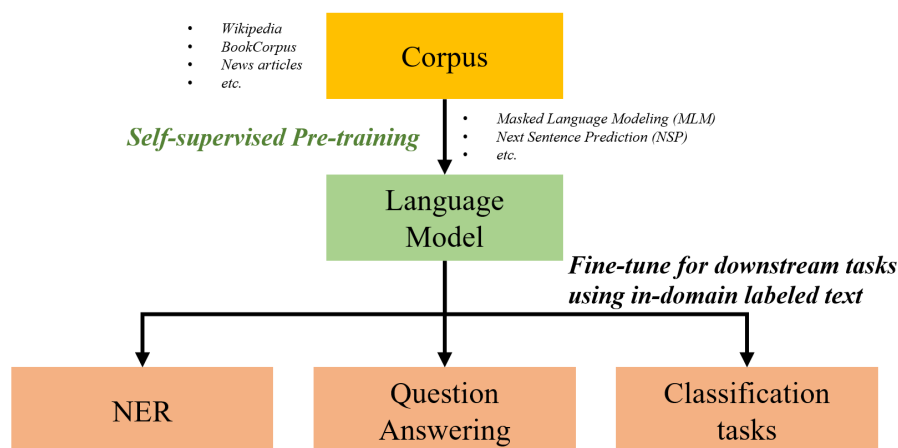 • Wikipedia
• BookCorpus
• News articles
• etc.
Corpus
Self-supervised Pre-training
• Masked Language Modeling (MLM)
• Next Sentence Prediction (NSP)
• etc.
Language
Model
Fine-tune for downstream tasks
using in-domain labeled text
NER
Question
Answering
Classification
tasks